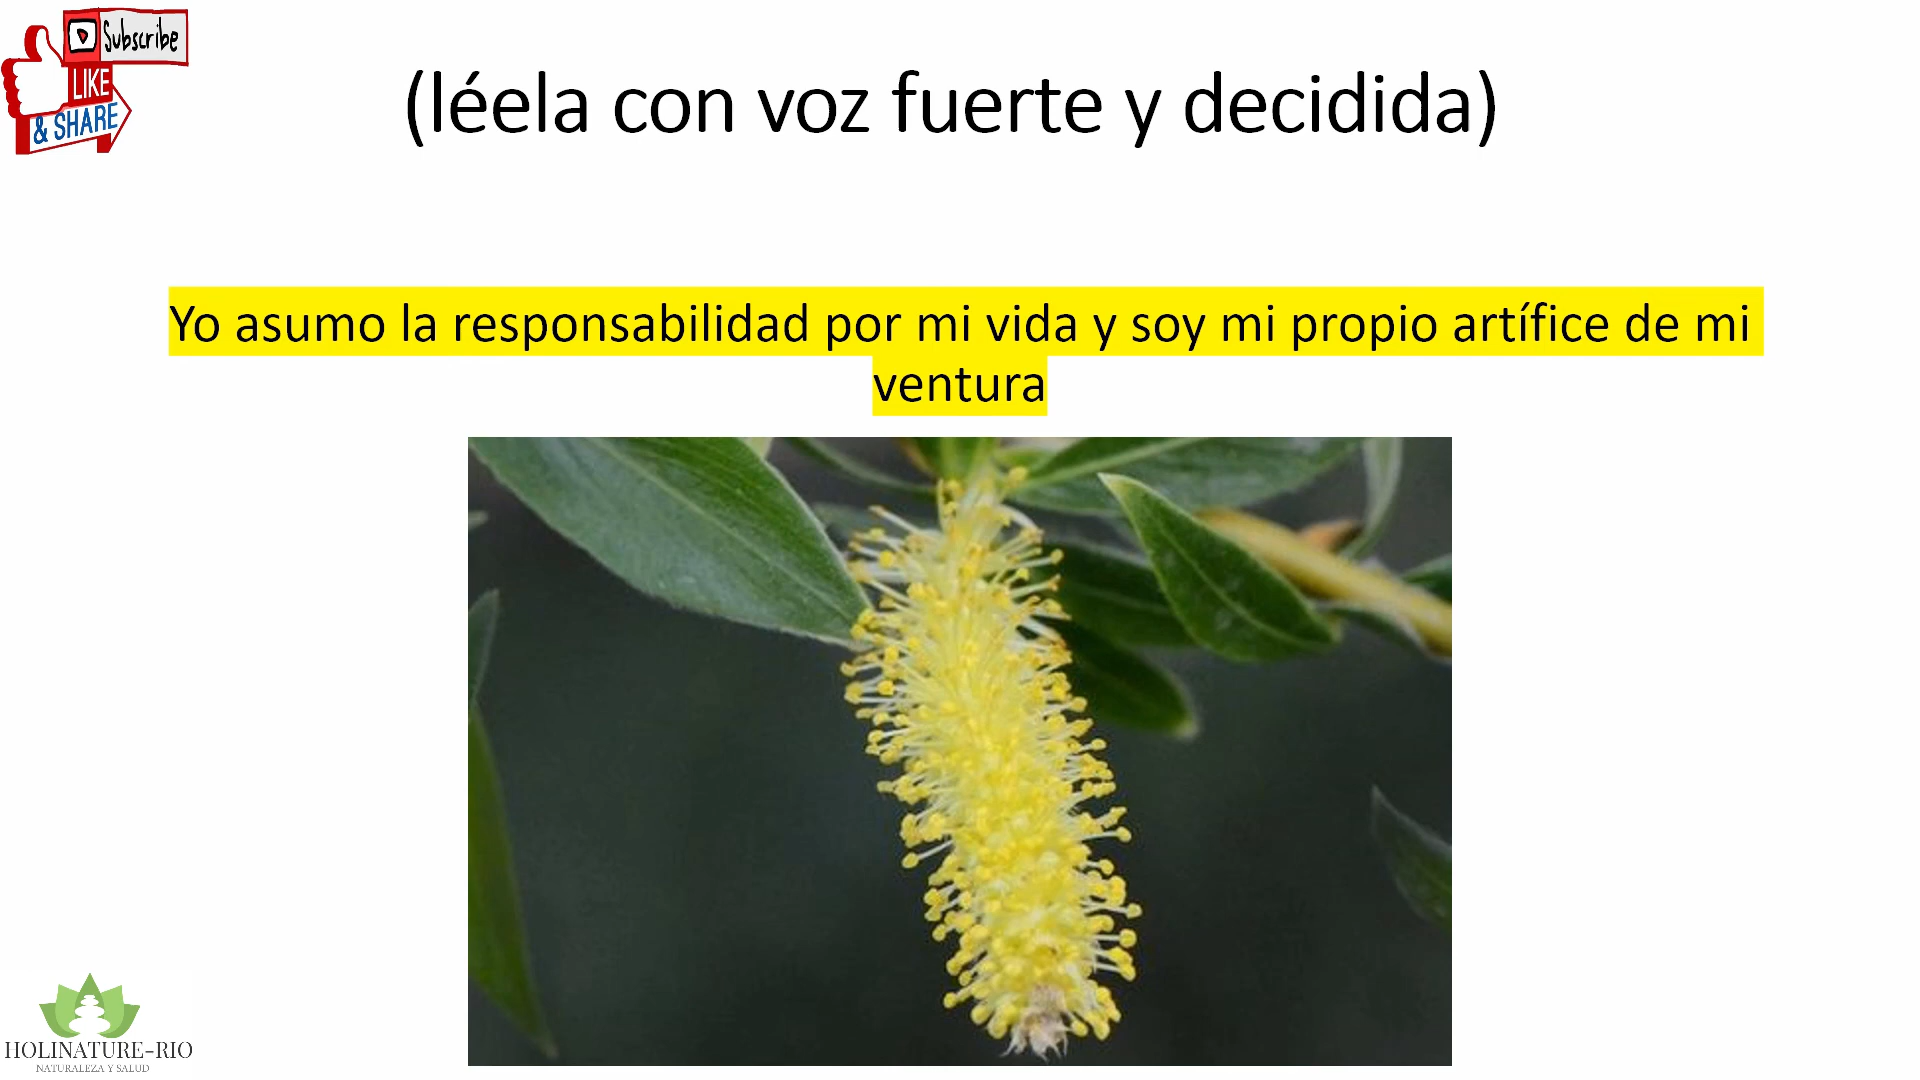 Subscribe
LIKE
& SHARE
(léela con voz fuerte y decidida)
Yo asumo la responsabilidad por mi vida y soy mi propio artífice de mi
ventura
HOLINATURE-RIO
NATURALEZA Y SALUD